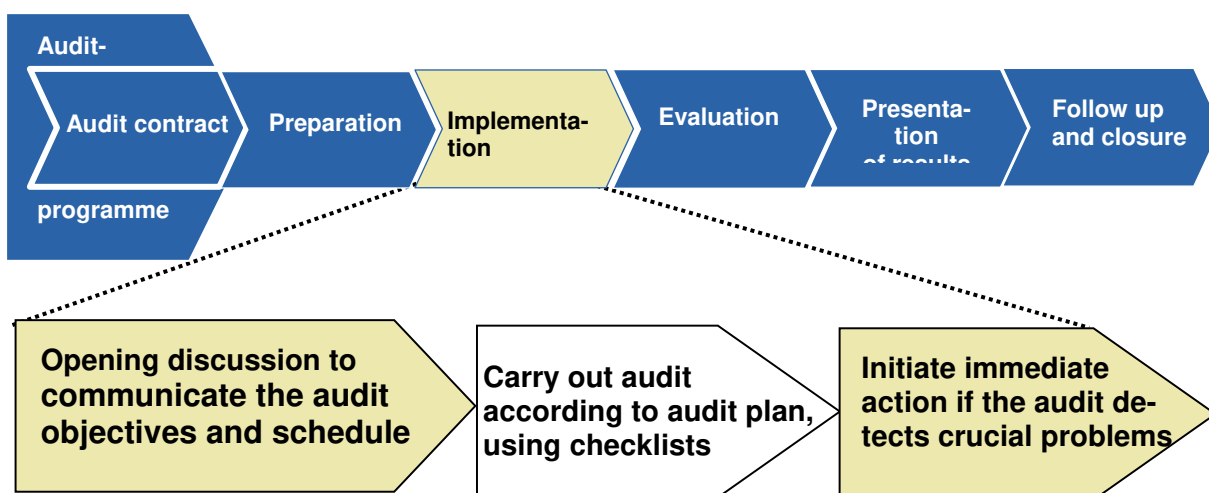 Audit-
programme
Audit contract
Preparation
Implementa-
tion
Evaluation
Presenta-
tion
of results
Follow up
and closure
Opening discussion to
communicate the audit
objectives and schedule
Carry out audit
according to audit plan,
using checklists
Initiate immediate
action if the audit de-
tects crucial problems